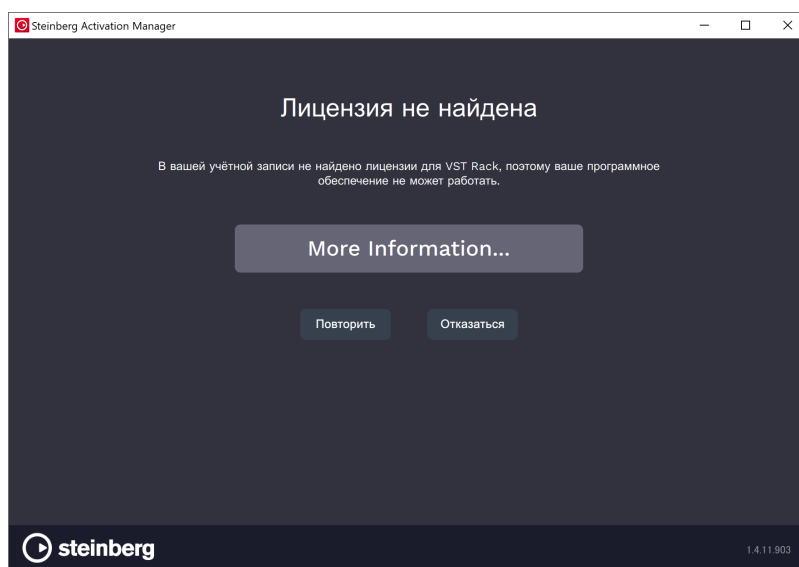 Steinberg Activation Manager
Лицензия не найдена
В вашей учётной записи не найдено лицензии для VST Rack, поэтому ваше программное
обеспечение не может работать.
More Information...
Повторить
Отказаться
steinberg
1.4.11.903